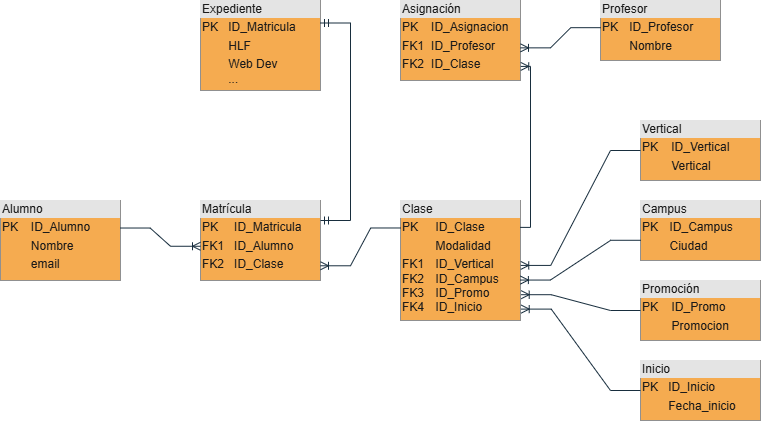 Expediente
PK ID_Matricula
HLF
Web Dev
...
Asignación
PK ID_Asignacion
FK1 ID_Profesor
FK2 ID_Clase
Profesor
PK ID_Profesor
Nombre
Vertical
PK ID_Vertical
Vertical
Alumno
PK ID_Alumno
Nombre
email
Matrícula
PK ID_Matricula
FK1 ID_Alumno
FK2 ID_Clase
Clase
PK ID_Clase
Modalidad
FK1 ID_Vertical
FK2 ID_Campus
FK3 ID_Promo
FK4 ID_Inicio
Campus
PK ID_Campus
Ciudad
Promoción
PK ID_Promo
Promocion
Inicio
PK ID_Inicio
Fecha_inicio